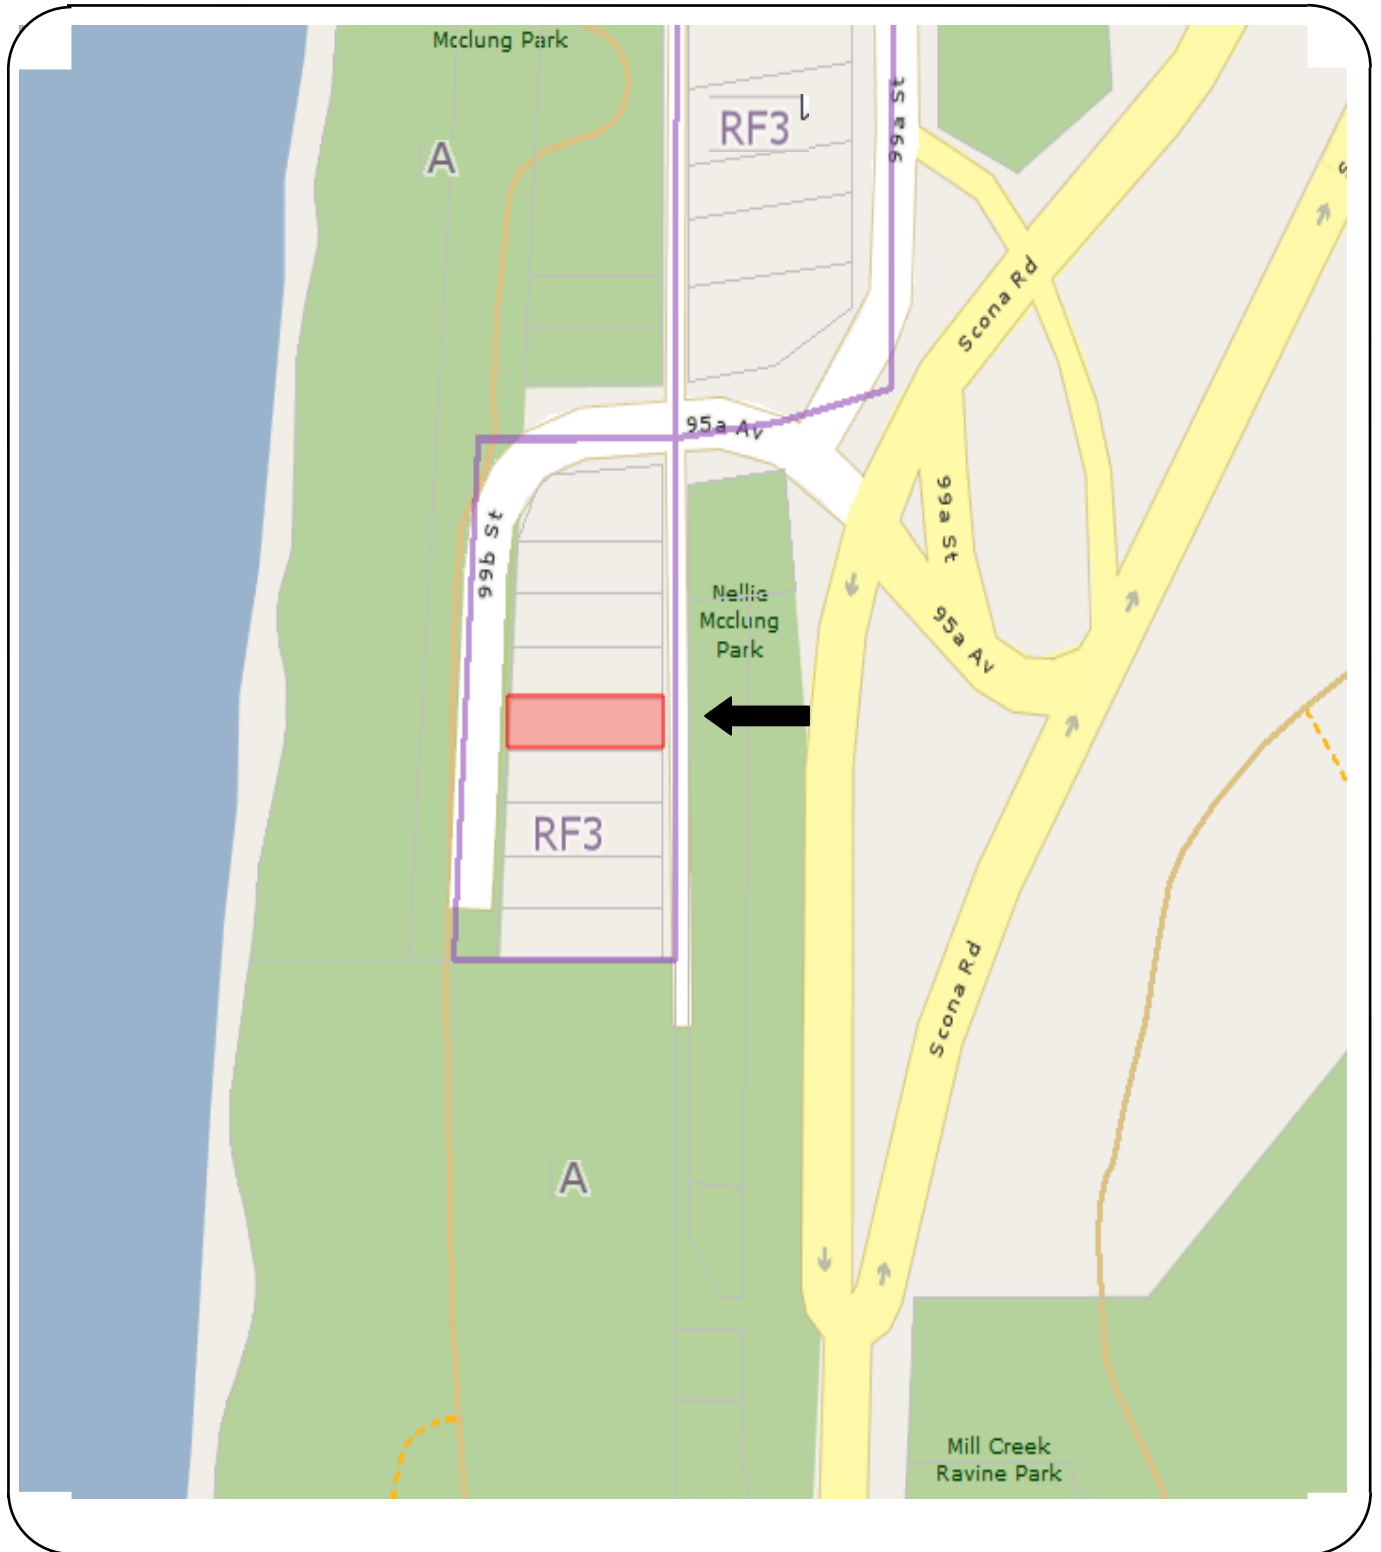 Mcclung Park
A
RF3
99a St
Scona Rd
95a Av
99b St
99a St
Nellie
Mcclung
Park
95a Av
RF3
Scona Rd
A
Mill Creek
Ravine Park